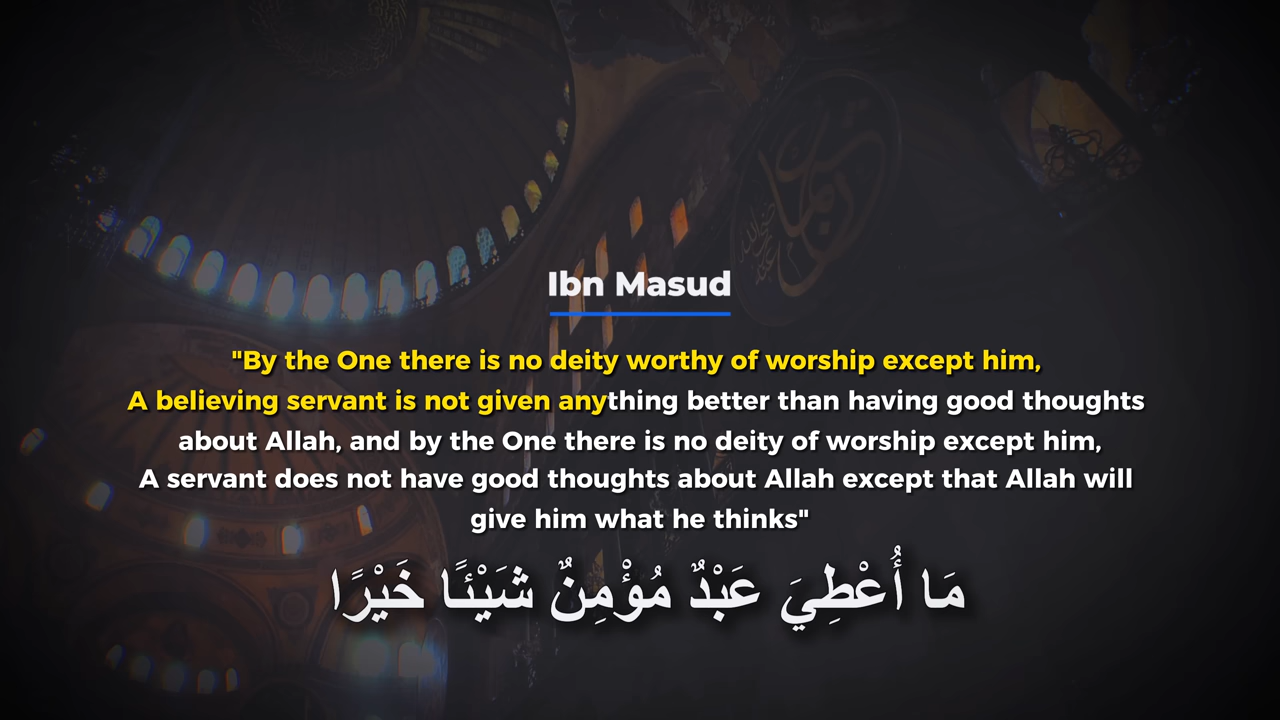 Ibn Masud
"By the One there is no deity worthy of worship except him,
A believing servant is not given anything better than having good thoughts
about Allah, and by the One there is no deity of worship except him,
A servant does not have good thoughts about Allah except that Allah will
give him what he thinks"
مَا أُعْطِيَ عَبْدٌ مُؤْمِنٌ شَيْئًا خَيْرًا